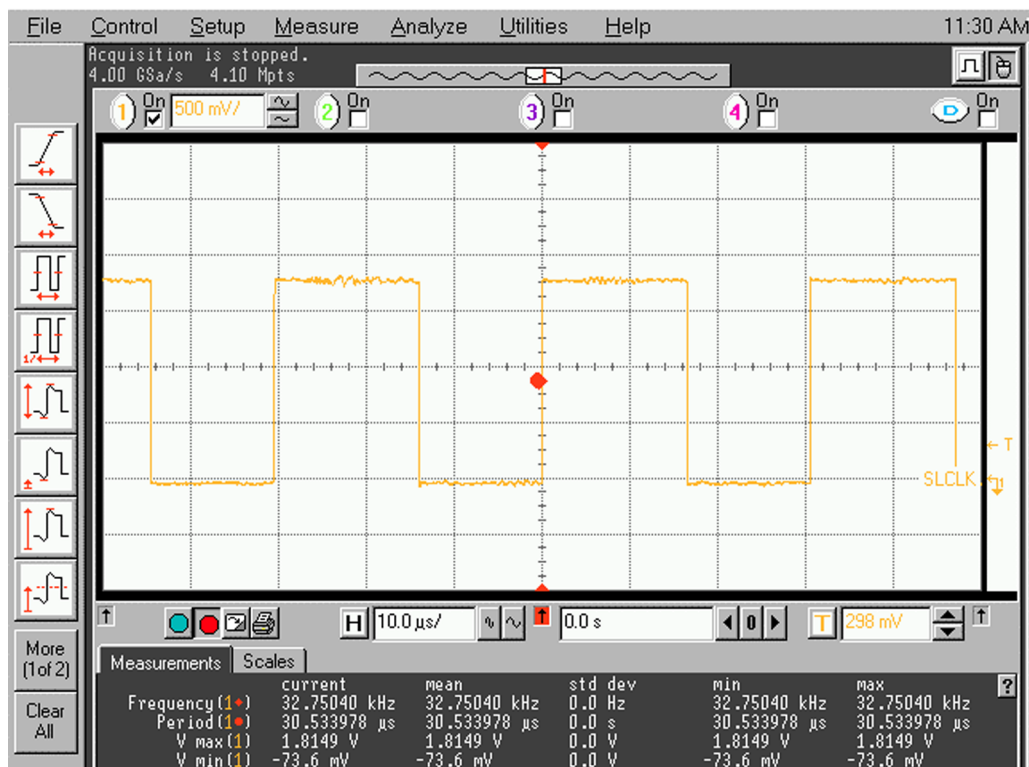 File Control Setup Measure Analyze Utilities Help 11:30 AM
Acquisition is stopped.
4.00 GSa/s 4.10 Mpts
1 On 500 mV/ 2 On 3 On 4 On D On
T
SLCLK
1
1/
More
(1of 2)
Clear
All
H 10.0 µs/ 0.0 s 0 T 298 mV
Measurements Scales
current mean std dev min max ?
Frequency(1) 32.75040 kHz 32.75040 kHz 0.0 Hz 32.75040 kHz 32.75040 kHz
Period(1) 30.533978 µs 30.533978 µs 0.0 s 30.533978 µs 30.533978 µs
V max(1) 1.8149 V 1.8149 V 0.0 V 1.8149 V 1.8149 V
V min(1) -73.6 mV -73.6 mV 0.0 V -73.6 mV -73.6 mV